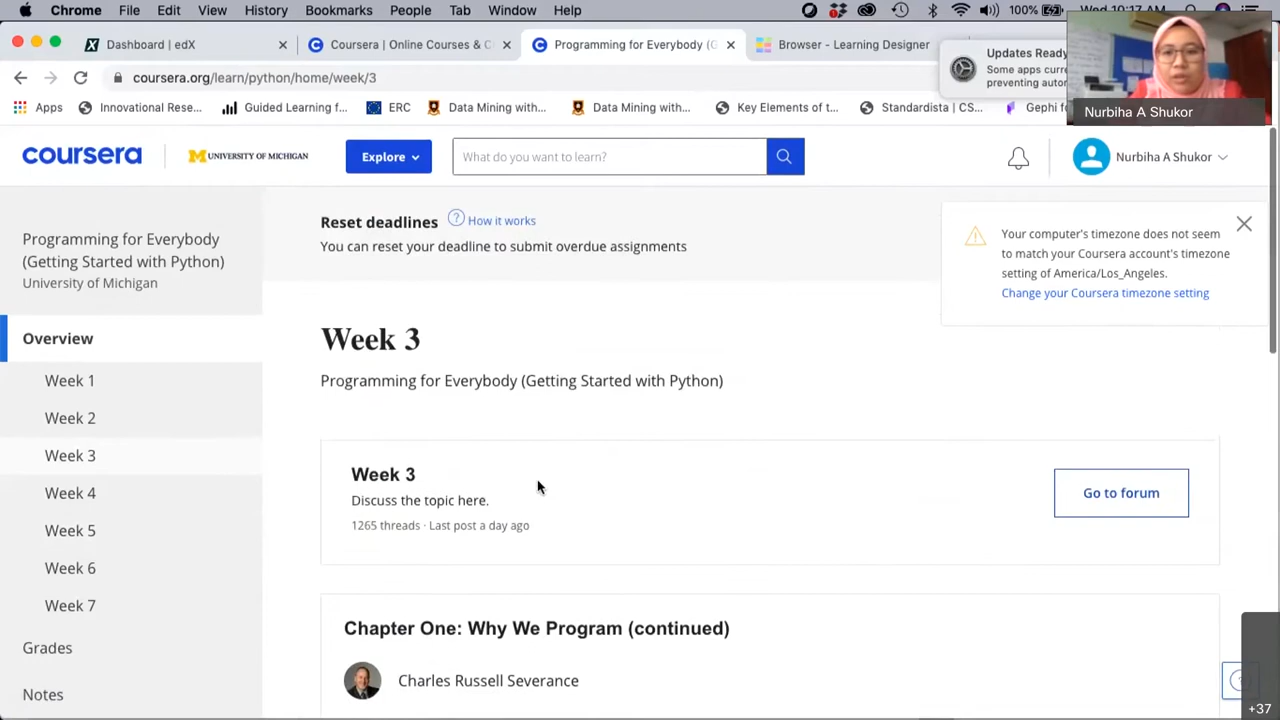 Chrome File Edit View History Bookmarks People Tab Window Help 100%
Dashboard | edX
Coursera | Online Courses & C
Programming for Everybody (G
Browser - Learning Designer
Updates Ready
Some apps curre
preventing autor
coursera.org/learn/python/home/week/3
Apps Innovational Rese... Guided Learning f... ERC Data Mining with... Data Mining with... Key Elements of t... Standardista | CS... Gephi fo
Nurbiha A Shukor
coursera
UNIVERSITY OF MICHIGAN
Explore
What do you want to learn?
Nurbiha A Shukor
Reset deadlines ? How it works
You can reset your deadline to submit overdue assignments
Your computer's timezone does not seem
to match your Coursera account's timezone
setting of America/Los_Angeles.
Change your Coursera timezone setting
Programming for Everybody
(Getting Started with Python)
University of Michigan
Overview
Week 1
Week 2
Week 3
Week 4
Week 5
Week 6
Week 7
Grades
Notes
Week 3
Programming for Everybody (Getting Started with Python)
Week 3
Discuss the topic here.
1265 threads · Last post a day ago
Go to forum
Chapter One: Why We Program (continued)
Charles Russell Severance
+37